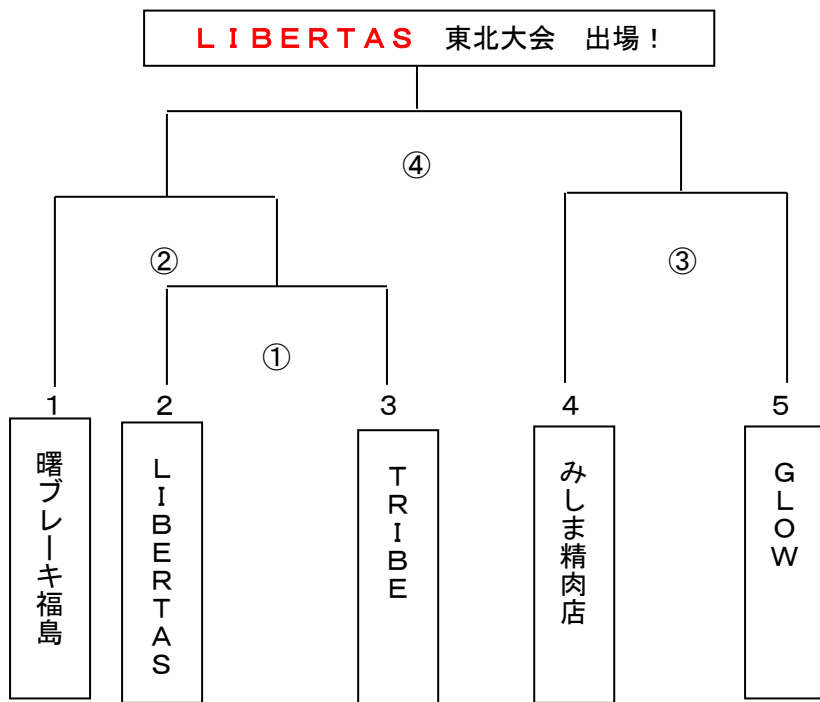 ＬＩＢＥＲＴＡＳ　東北大会　出場！
④
②
③
①
１
２
３
４
５
曙ブレーキ福島
ＬＩＢＥＲＴＡＳ
ＴＲＩＢＥ
みしま精肉店
ＧＬＯＷ